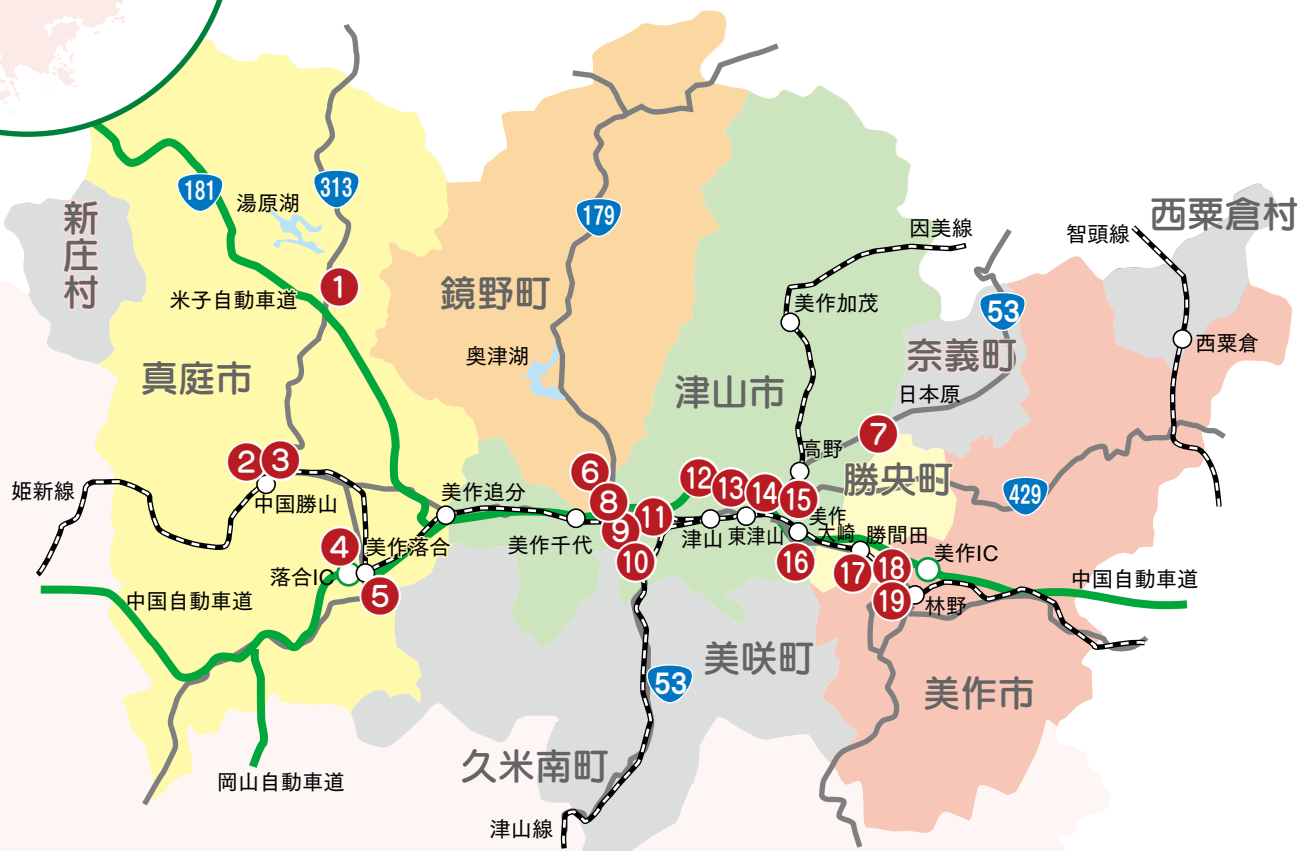 181
313
179
湯原湖
新庄村
西粟倉村
因美線
智頭線
米子自動車道
1
鏡野町
美作加茂
53
奈義町
西粟倉
奥津湖
真庭市
津山市
日本原
7
高野
2
3
姫新線
中国勝山
6
8
9
10
11
12
13
14
15
勝央町
429
美作追分
美作千代
津山
東津山
美作
大崎
勝間田
4
美作落合
落合IC
5
16
17
18
19
美作IC
林野
中国自動車道
中国自動車道
美咲町
53
美作市
久米南町
岡山自動車道
津山線